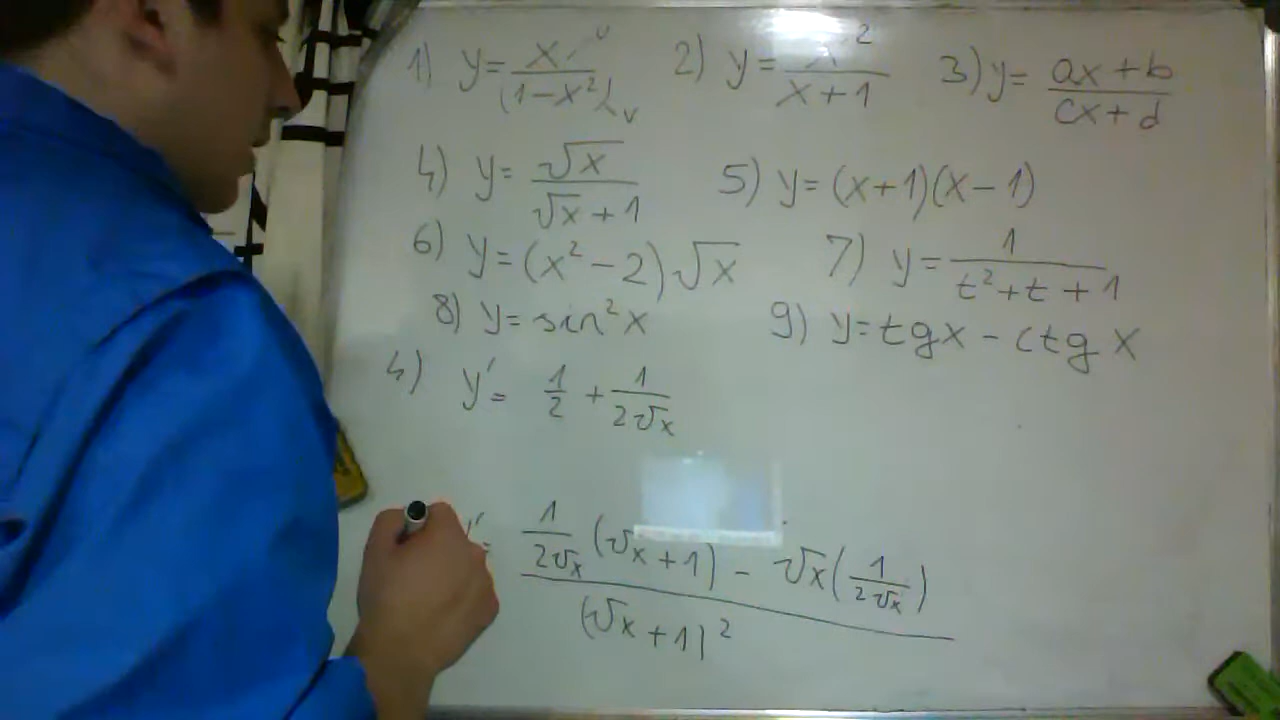 1) y = x / (1-x²) 2) y = x² / x+1 3) y = ax+b / cx+d
4) y = √x / √x+1 5) y = (x+1)(x-1)
6) y = (x²-2)√x 7) y = 1 / t²+t+1
8) y = sin²x 9) y = tgx - ctgx
4) y' = 1/2 + 1/2√x
y' = 1/2√x (√x+1) - √x(1/2√x) / (√x+1)²